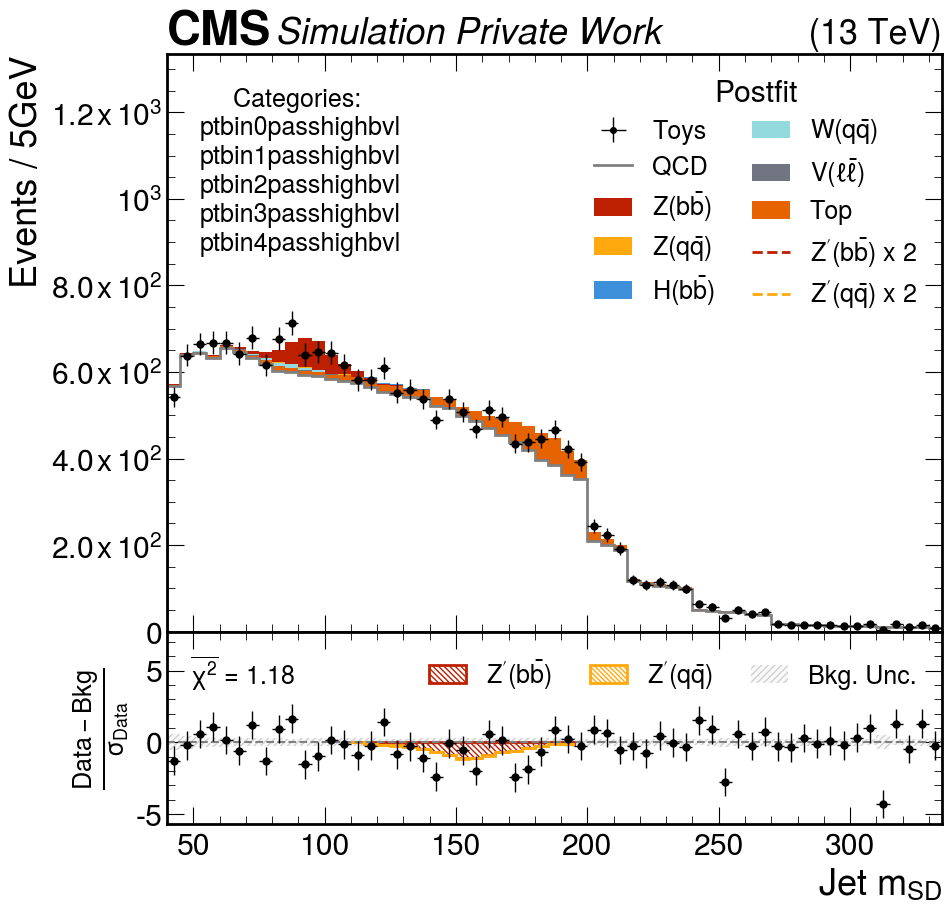 CMS Simulation Private Work (13 TeV)
Events / 5GeV
Categories:
ptbin0passhighbvl
ptbin1passhighbvl
ptbin2passhighbvl
ptbin3passhighbvl
ptbin4passhighbvl
Postfit
Toys
QCD
Z(bb̄)
Z(qq̄)
H(bb̄)
W(qq̄)
V(ℓℓ̄)
Top
Z′(bb̄) x 2
Z′(qq̄) x 2
1.2 x 10³
10³
8.0 x 10²
6.0 x 10²
4.0 x 10²
2.0 x 10²
0
Data – Bkg
σData
χ² = 1.18
Z′(bb̄)
Z′(qq̄)
Bkg. Unc.
5
0
-5
50 100 150 200 250 300
Jet mSD